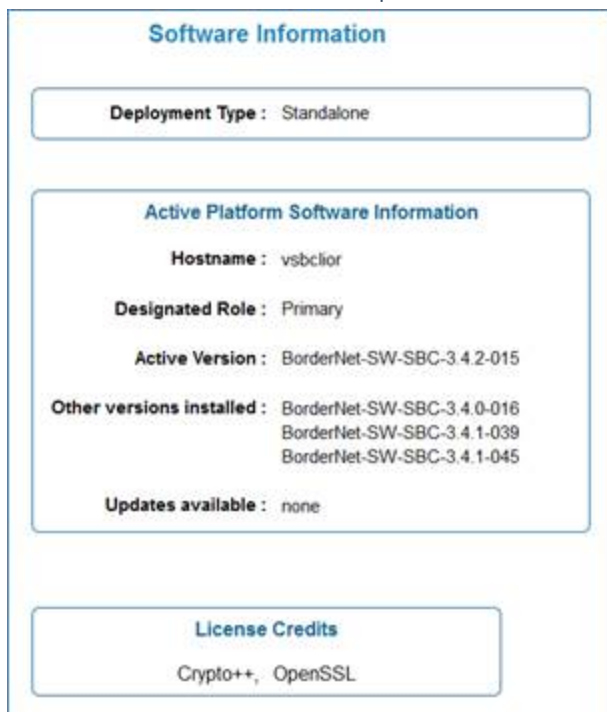 Software Information
Deployment Type : Standalone
Active Platform Software Information
Hostname : vsbclior
Designated Role : Primary
Active Version : BorderNet-SW-SBC-3.4.2-015
Other versions installed : BorderNet-SW-SBC-3.4.0-016
BorderNet-SW-SBC-3.4.1-039
BorderNet-SW-SBC-3.4.1-045
Updates available : none
License Credits
Crypto++, OpenSSL